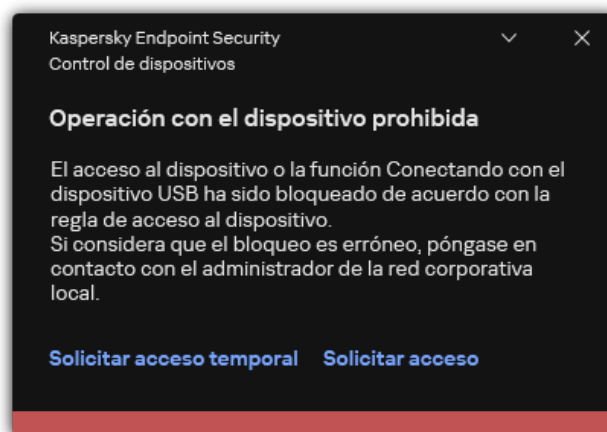 Kaspersky Endpoint Security
Control de dispositivos
Operación con el dispositivo prohibida
El acceso al dispositivo o la función Conectando con el
dispositivo USB ha sido bloqueado de acuerdo con la
regla de acceso al dispositivo.
Si considera que el bloqueo es erróneo, póngase en
contacto con el administrador de la red corporativa
local.
Solicitar acceso temporal Solicitar acceso